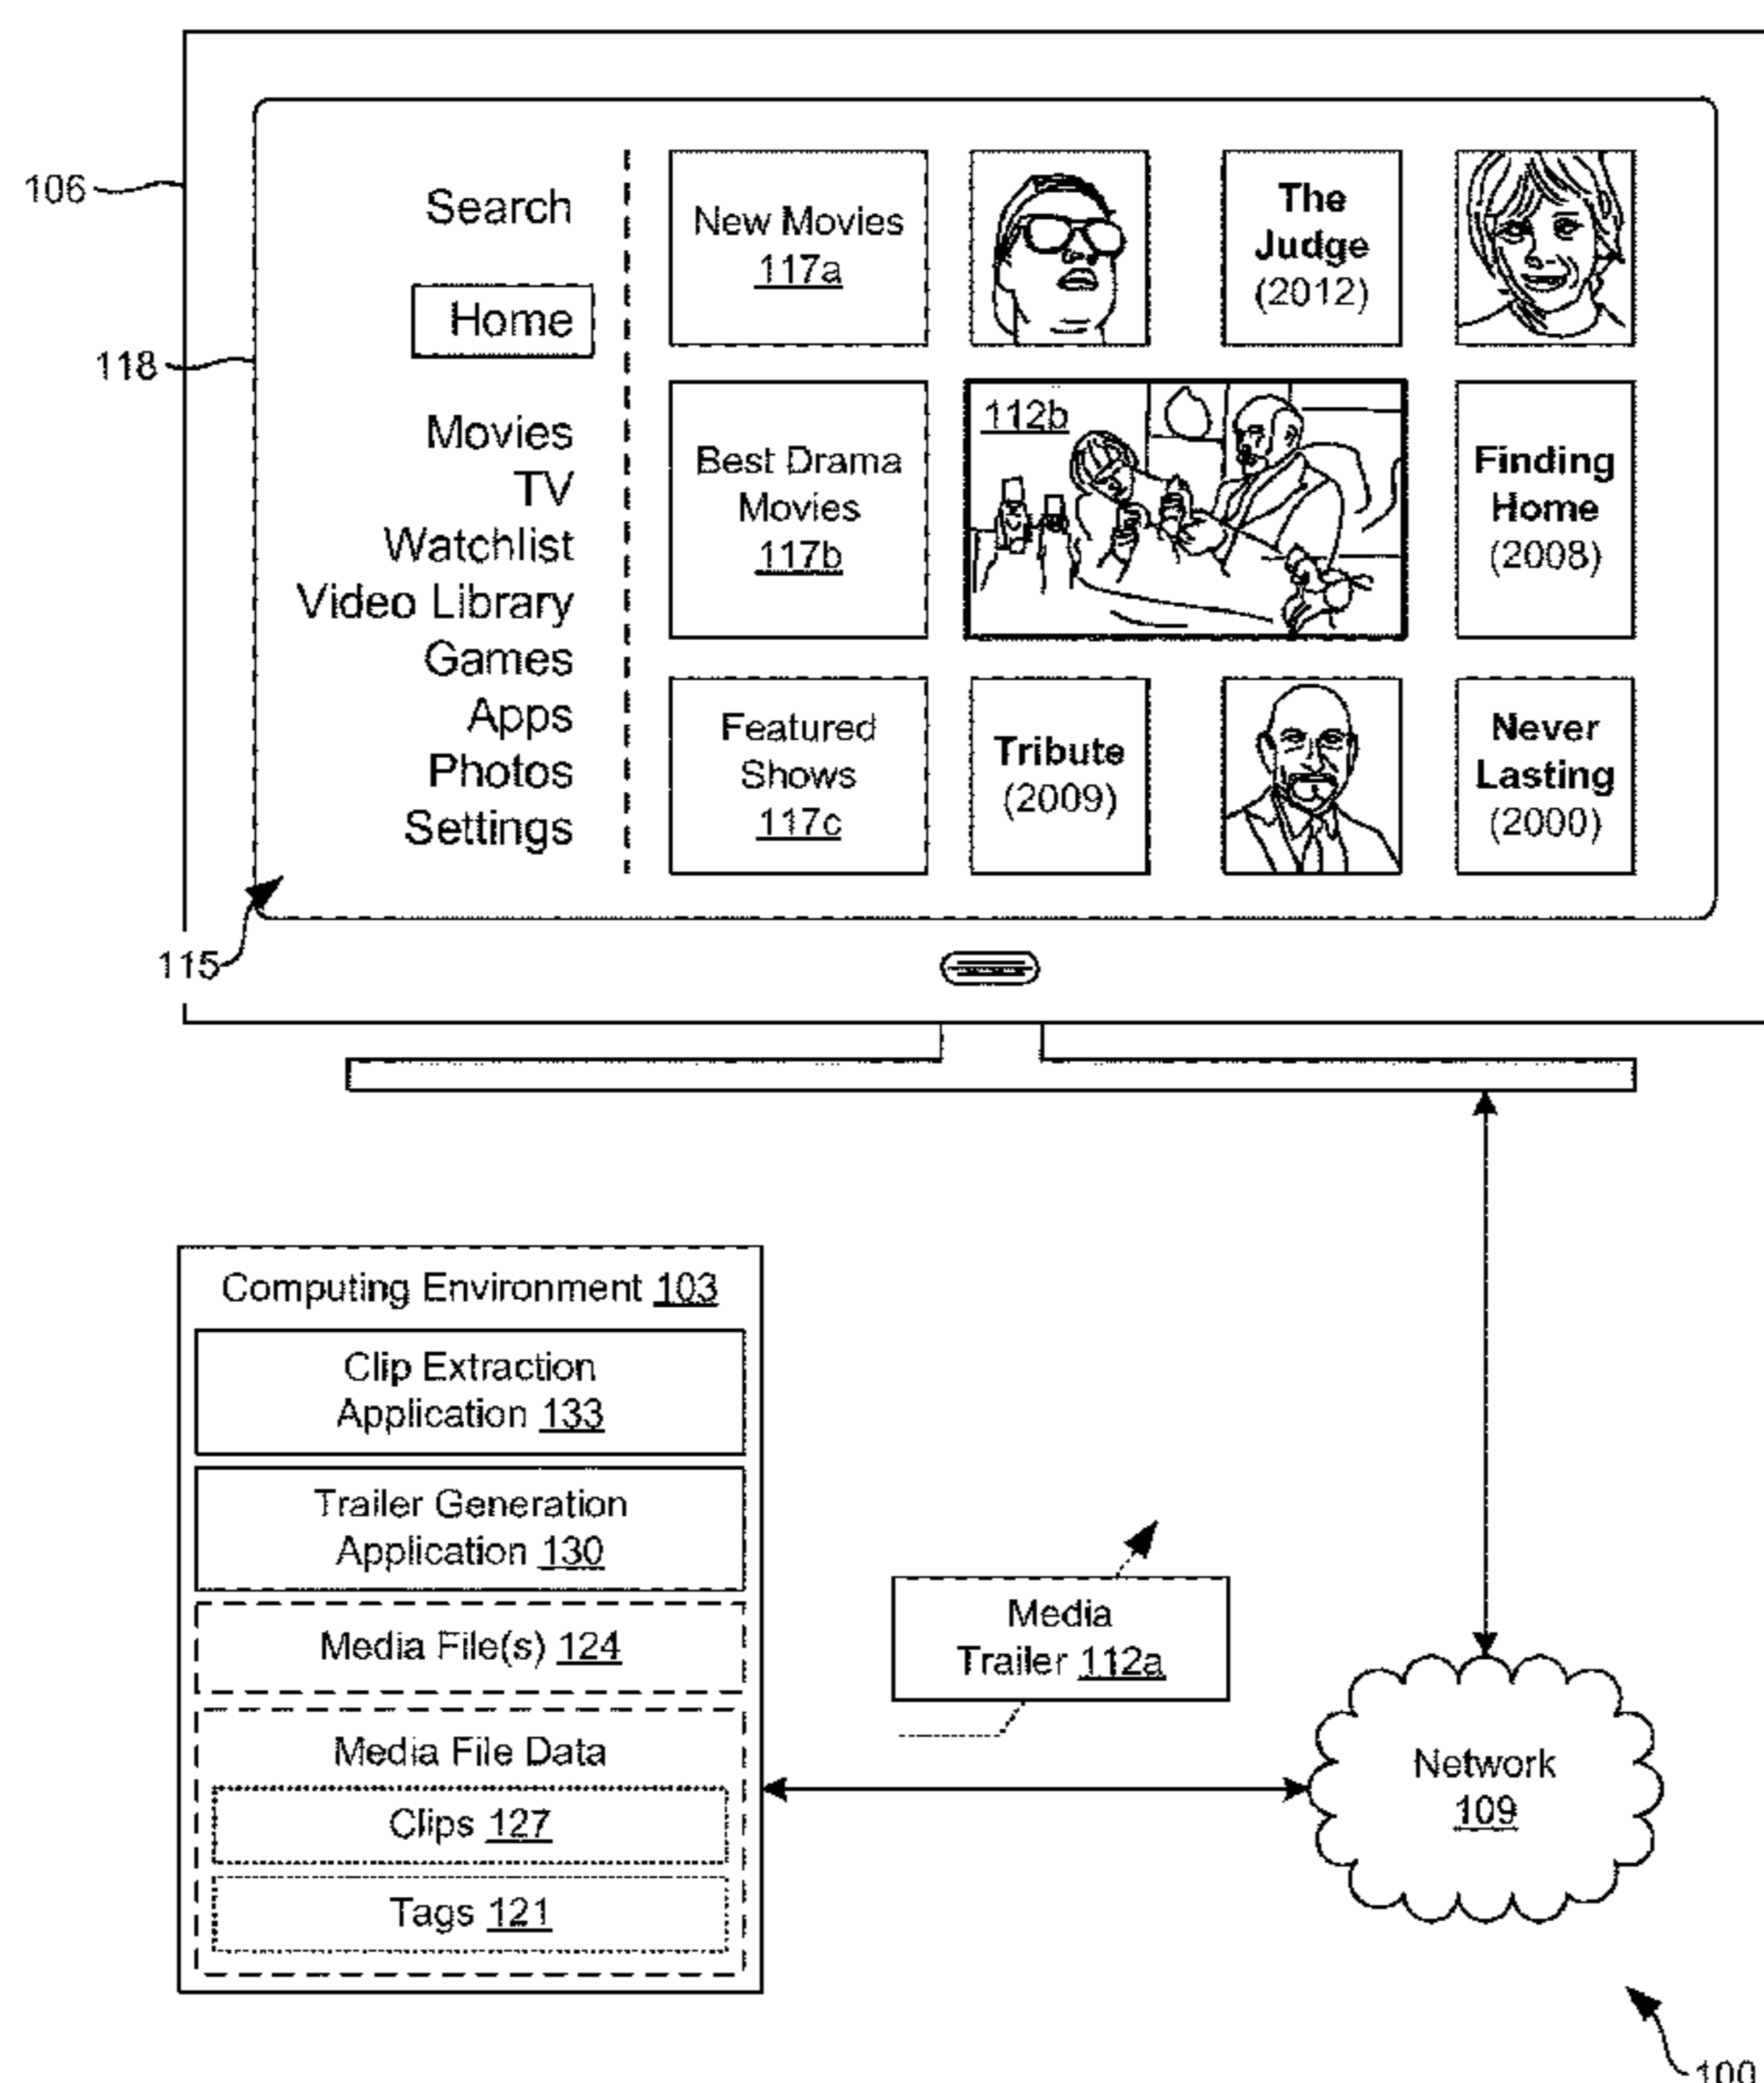 106
118
115
Search
Home
Movies
TV
Watchlist
Video Library
Games
Apps
Photos
Settings
New Movies
117a
The
Judge
(2012)
Best Drama
Movies
117b
112b
Finding
Home
(2008)
Featured
Shows
117c
Tribute
(2009)
Never
Lasting
(2000)
Computing Environment 103
Clip Extraction
Application 133
Trailer Generation
Application 130
Media File(s) 124
Media File Data
Clips 127
Tags 121
Media
Trailer 112a
Network
109
100